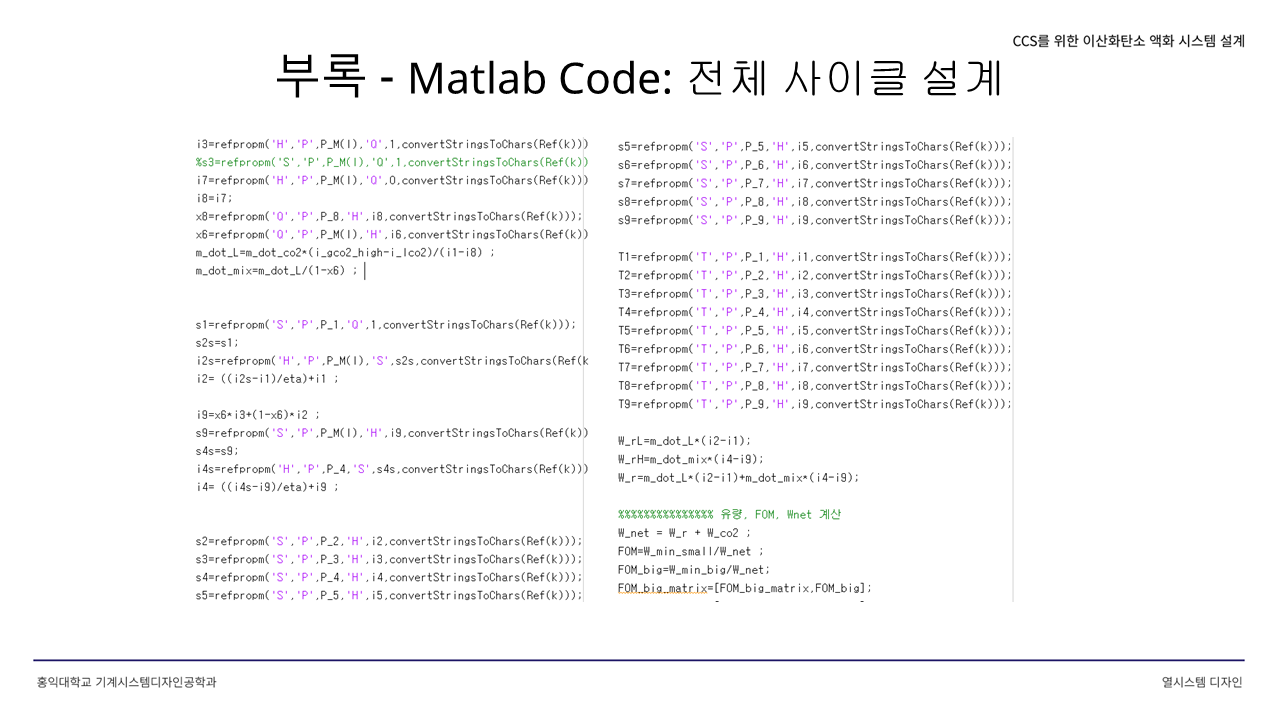 CCS를 위한 이산화탄소 액화 시스템 설계
부록 - Matlab Code: 전체 사이클 설계
i3=refpropm('H','P',P_M(l),'Q',1,convertStringsToChars(Ref(k)))
%s3=refpropm('S','P',P_M(l),'Q',1,convertStringsToChars(Ref(k))
i7=refpropm('H','P',P_M(l),'Q',0,convertStringsToChars(Ref(k)))
i8=i7;
x8=refpropm('Q','P',P_8,'H',i8,convertStringsToChars(Ref(k)));
x6=refpropm('Q','P',P_M(l),'H',i6,convertStringsToChars(Ref(k))
m_dot_L=m_dot_co2*(i_gco2_high-i_lco2)/(i1-i8) ;
m_dot_mix=m_dot_L/(1-x6) ;
s1=refpropm('S','P',P_1,'Q',1,convertStringsToChars(Ref(k)));
s2s=s1;
i2s=refpropm('H','P',P_M(l),'S',s2s,convertStringsToChars(Ref(k
i2= ((i2s-i1)/eta)+i1 ;
i9=x6*i3+(1-x6)*i2 ;
s9=refpropm('S','P',P_M(l),'H',i9,convertStringsToChars(Ref(k))
s4s=s9;
i4s=refpropm('H','P',P_4,'S',s4s,convertStringsToChars(Ref(k)))
i4= ((i4s-i9)/eta)+i9 ;
s2=refpropm('S','P',P_2,'H',i2,convertStringsToChars(Ref(k)));
s3=refpropm('S','P',P_3,'H',i3,convertStringsToChars(Ref(k)));
s4=refpropm('S','P',P_4,'H',i4,convertStringsToChars(Ref(k)));
s5=refpropm('S','P',P_5,'H',i5,convertStringsToChars(Ref(k)));
s5=refpropm('S','P',P_5,'H',i5,convertStringsToChars(Ref(k)));
s6=refpropm('S','P',P_6,'H',i6,convertStringsToChars(Ref(k)));
s7=refpropm('S','P',P_7,'H',i7,convertStringsToChars(Ref(k)));
s8=refpropm('S','P',P_8,'H',i8,convertStringsToChars(Ref(k)));
s9=refpropm('S','P',P_9,'H',i9,convertStringsToChars(Ref(k)));
T1=refpropm('T','P',P_1,'H',i1,convertStringsToChars(Ref(k)));
T2=refpropm('T','P',P_2,'H',i2,convertStringsToChars(Ref(k)));
T3=refpropm('T','P',P_3,'H',i3,convertStringsToChars(Ref(k)));
T4=refpropm('T','P',P_4,'H',i4,convertStringsToChars(Ref(k)));
T5=refpropm('T','P',P_5,'H',i5,convertStringsToChars(Ref(k)));
T6=refpropm('T','P',P_6,'H',i6,convertStringsToChars(Ref(k)));
T7=refpropm('T','P',P_7,'H',i7,convertStringsToChars(Ref(k)));
T8=refpropm('T','P',P_8,'H',i8,convertStringsToChars(Ref(k)));
T9=refpropm('T','P',P_9,'H',i9,convertStringsToChars(Ref(k)));
W_rL=m_dot_L*(i2-i1);
W_rH=m_dot_mix*(i4-i9);
W_r=m_dot_L*(i2-i1)+m_dot_mix*(i4-i9);
%%%%%%%%%%%%%%% 유량, FOM, Wnet 계산
W_net = W_r + W_co2 ;
FOM=W_min_small/W_net ;
FOM_big=W_min_big/W_net;
FOM_big_matrix=[FOM_big_matrix,FOM_big];
홍익대학교 기계시스템디자인공학과
열시스템 디자인